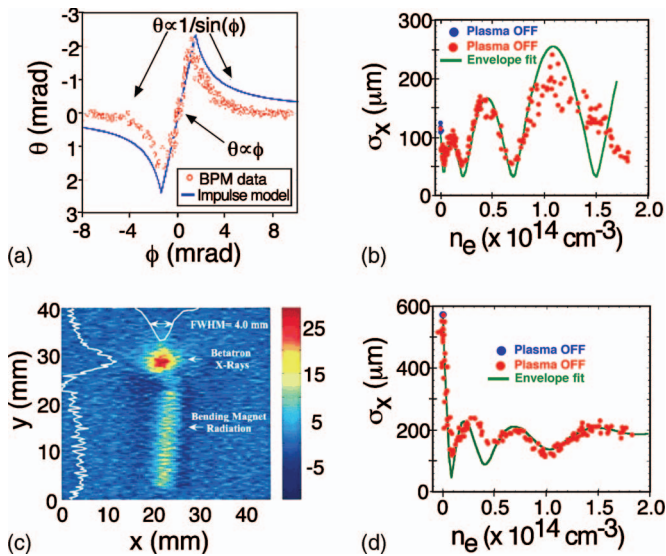 -3
-2
-1
0
1
2
3
θ (mrad)
θ∝1/sin(ϕ)
θ∝ϕ
BPM data
Impulse model
-8
-4
0
4
8
ϕ (mrad)
(a)
300
250
200
150
100
50
0
σx (µm)
Plasma OFF
Plasma OFF
Envelope fit
0
0.5
1.0
1.5
2.0
ne (x 10^14 cm-3)
(b)
40
30
20
10
0
y (mm)
FWHM= 4.0 mm
Betatron
X-Rays
Bending Magnet
Radiation
25
15
5
-5
0
10
20
30
40
x (mm)
(c)
600
400
200
0
σx (µm)
Plasma OFF
Plasma OFF
Envelope fit
0
0.5
1.0
1.5
2.0
ne (x 10^14 cm-3)
(d)